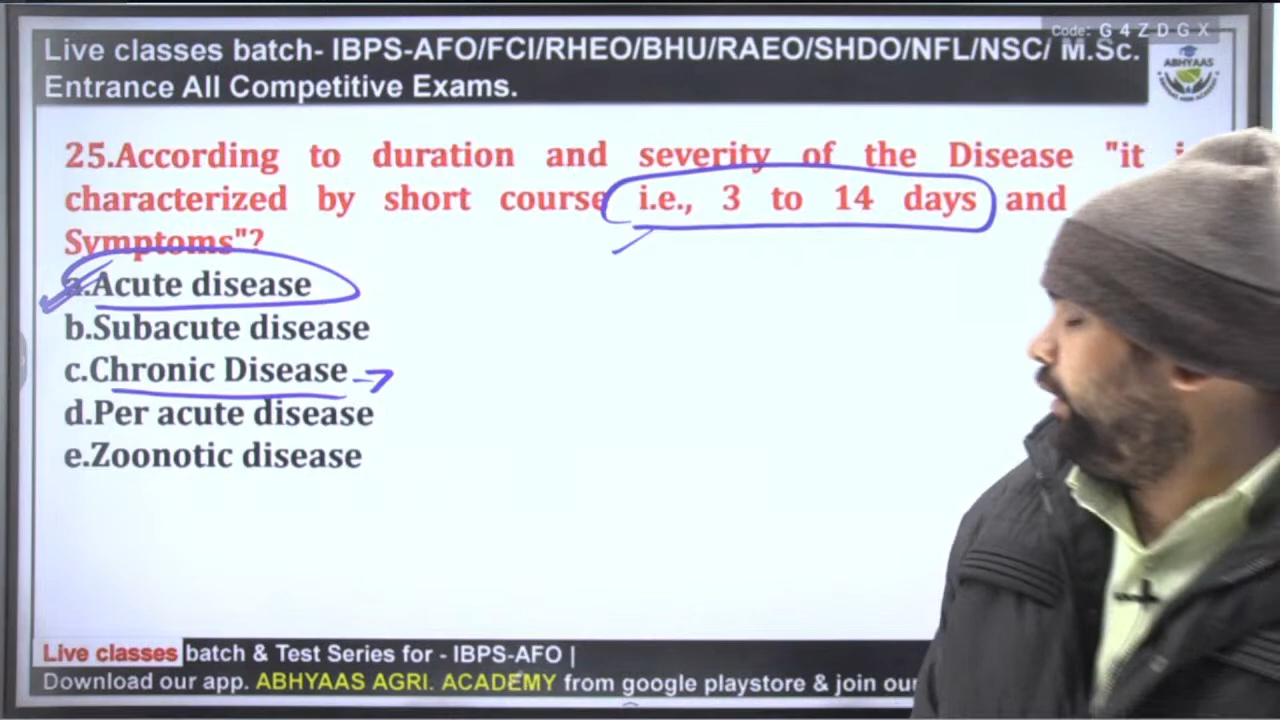 Code: G 4 Z D G X
Live classes batch- IBPS-AFO/FCI/RHEO/BHU/RAEO/SHDO/NFL/NSC/ M.Sc.
Entrance All Competitive Exams.
ABHYAAS
25.According to duration and severity of the Disease "it
characterized by short course i.e., 3 to 14 days and
Symptoms"?
a.Acute disease
b.Subacute disease
c.Chronic Disease
d.Per acute disease
e.Zoonotic disease
Live classes batch & Test Series for - IBPS-AFO |
Download our app. ABHYAAS AGRI. ACADEMY from google playstore & join our